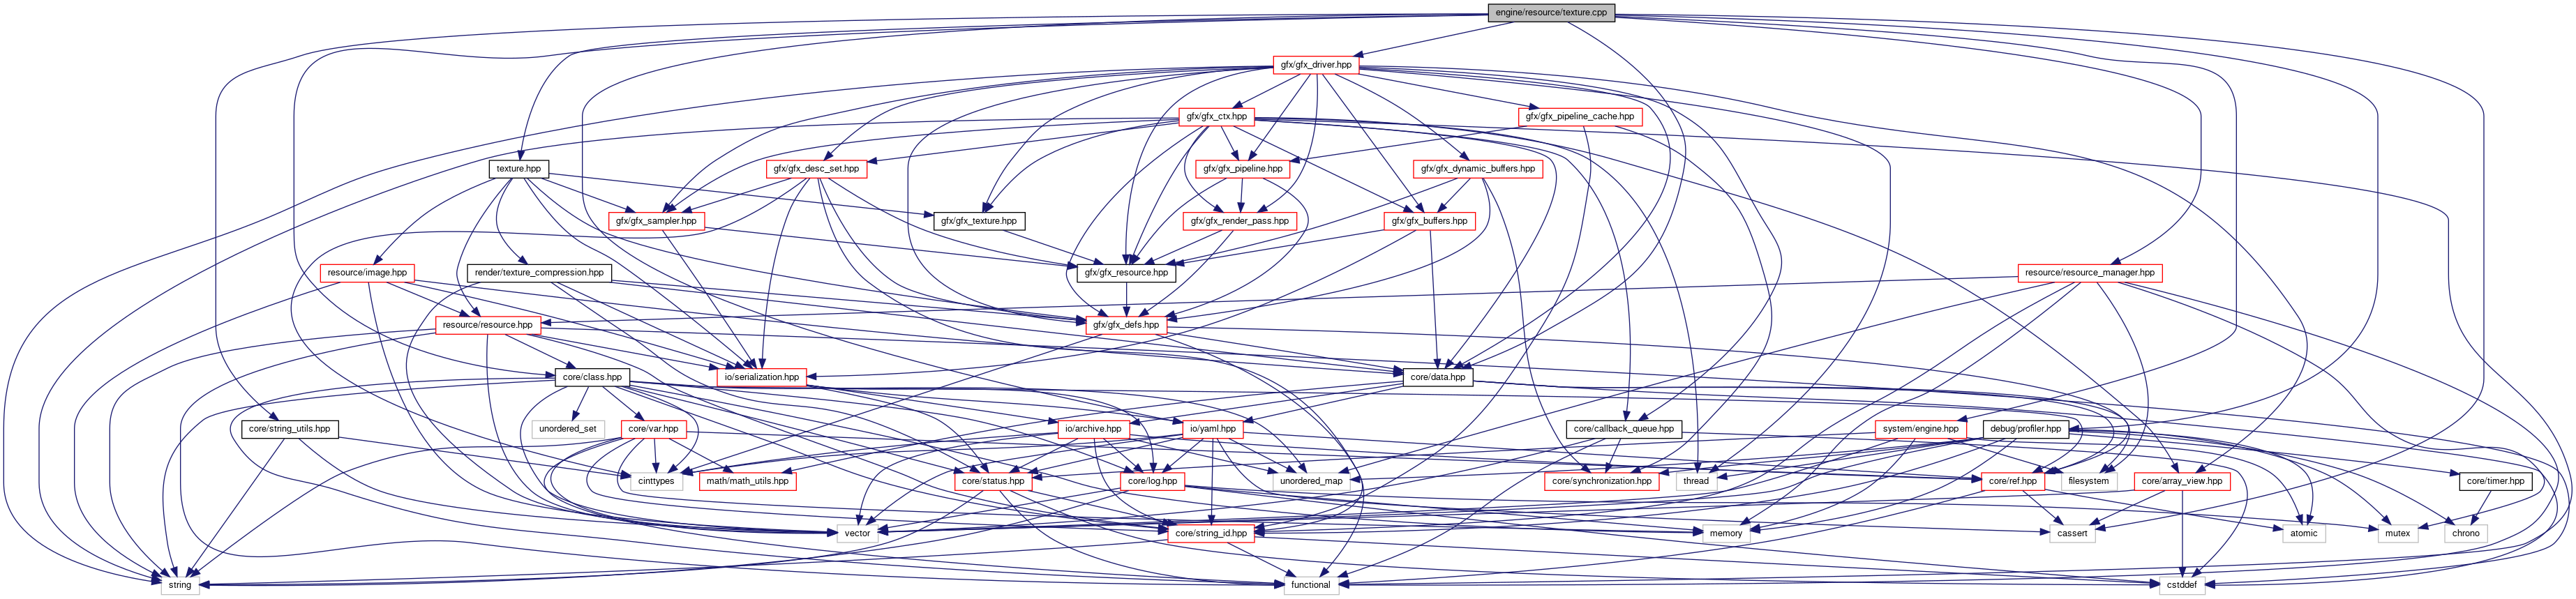 engine/resource/texture.cpp
gfx/gfx_driver.hpp
gfx/gfx_ctx.hpp
gfx/gfx_pipeline_cache.hpp
texture.hpp
gfx/gfx_desc_set.hpp
gfx/gfx_pipeline.hpp
gfx/gfx_dynamic_buffers.hpp
gfx/gfx_sampler.hpp
gfx/gfx_texture.hpp
gfx/gfx_render_pass.hpp
gfx/gfx_buffers.hpp
resource/image.hpp
render/texture_compression.hpp
gfx/gfx_resource.hpp
resource/resource_manager.hpp
resource/resource.hpp
gfx/gfx_defs.hpp
core/class.hpp
io/serialization.hpp
core/data.hpp
core/string_utils.hpp
unordered_set
core/var.hpp
io/archive.hpp
io/yaml.hpp
core/callback_queue.hpp
system/engine.hpp
debug/profiler.hpp
cinttypes
math/math_utils.hpp
core/status.hpp
core/log.hpp
unordered_map
core/synchronization.hpp
thread
core/ref.hpp
filesystem
core/array_view.hpp
core/timer.hpp
vector
core/string_id.hpp
memory
cassert
atomic
mutex
chrono
string
functional
cstddef